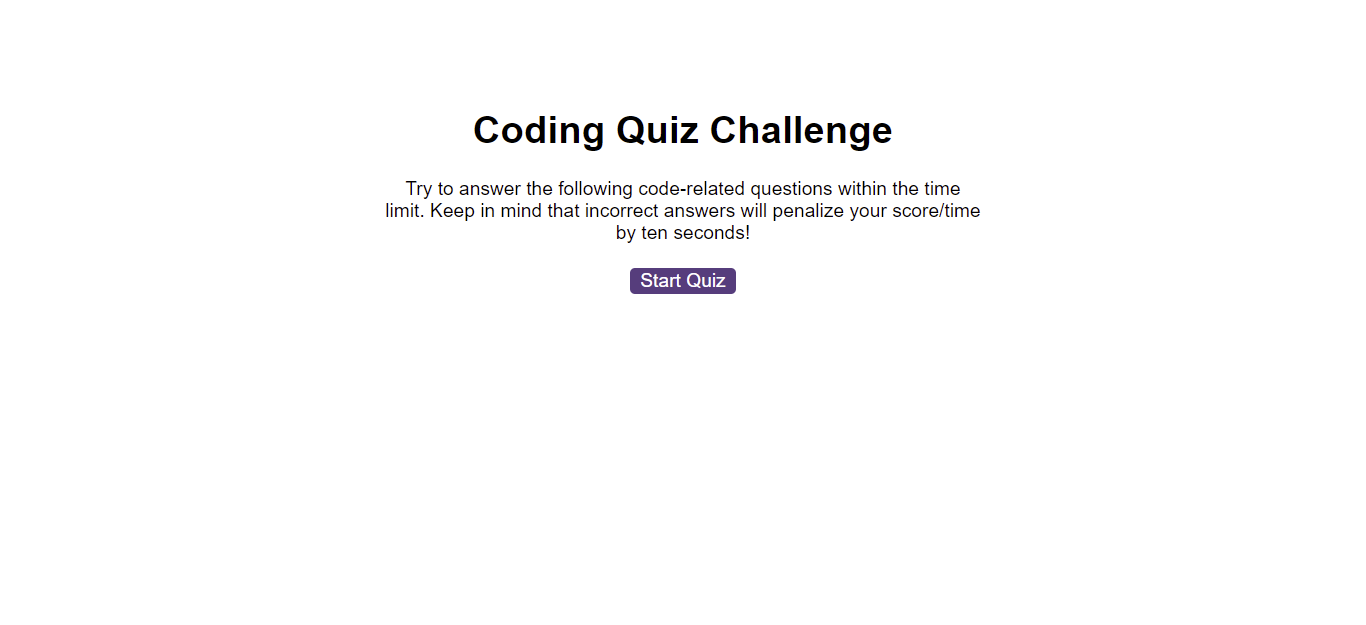 Coding Quiz Challenge
Try to answer the following code-related questions within the time
limit. Keep in mind that incorrect answers will penalize your score/time
by ten seconds!
Start Quiz